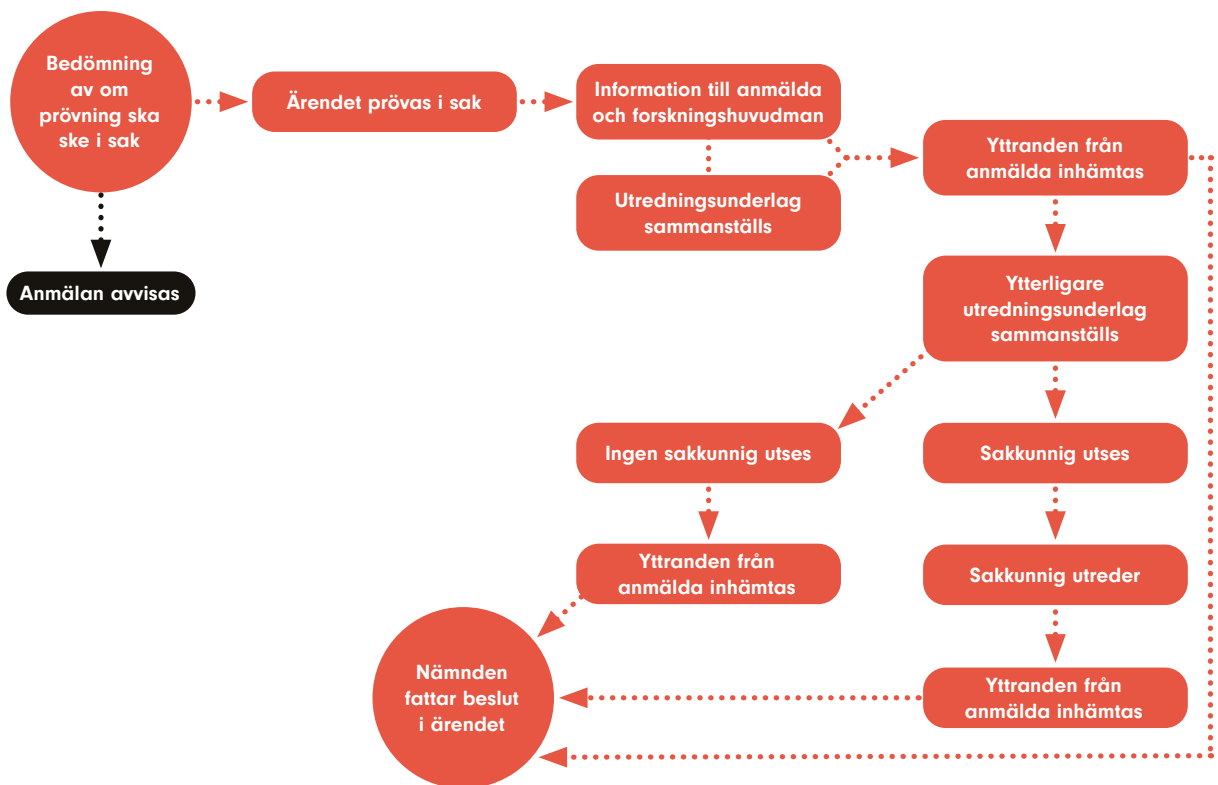 Bedömning
av om
prövning ska
ske i sak
Anmälan avvisas
Ärendet prövas i sak
Information till anmälda
och forskningshuvudman
Utredningsunderlag
sammanställs
Yttranden från
anmälda inhämtas
Ytterligare
utredningsunderlag
sammanställs
Ingen sakkunnig utses
Sakkunnig utses
Yttranden från
anmälda inhämtas
Sakkunnig utreder
Yttranden från
anmälda inhämtas
Nämnden
fattar beslut
i ärendet